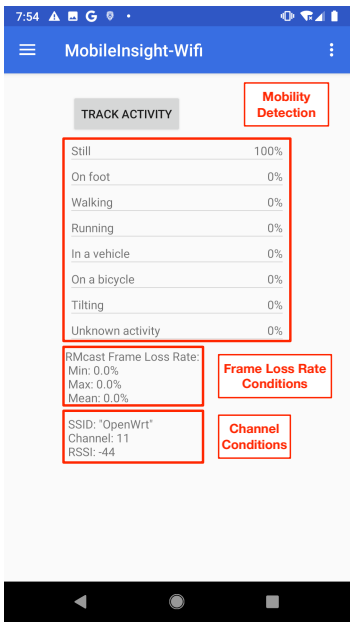 7:54
MobileInsight-Wifi
Mobility
Detection
TRACK ACTIVITY
Still 100%
On foot 0%
Walking 0%
Running 0%
In a vehicle 0%
On a bicycle 0%
Tilting 0%
Unknown activity 0%
RMcast Frame Loss Rate:
Min: 0.0%
Max: 0.0%
Mean: 0.0%
Frame Loss Rate
Conditions
SSID: "OpenWrt"
Channel: 11
RSSI: -44
Channel
Conditions